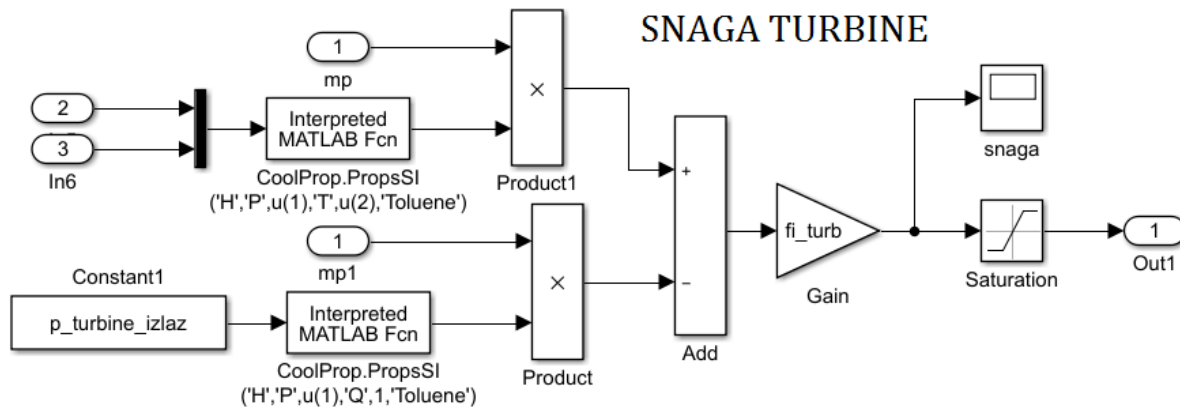 SNAGA TURBINE
1
mp
×
Product1
2
3
In6
Interpreted
MATLAB Fcn
CoolProp.PropsSI
('H','P',u(1),'T',u(2),'Toluene')
1
mp1
×
Product
Constant1
p_turbine_izlaz
Interpreted
MATLAB Fcn
CoolProp.PropsSI
('H','P',u(1),'Q',1,'Toluene')
+
−
Add
fi_turb
Gain
snaga
Saturation
1
Out1